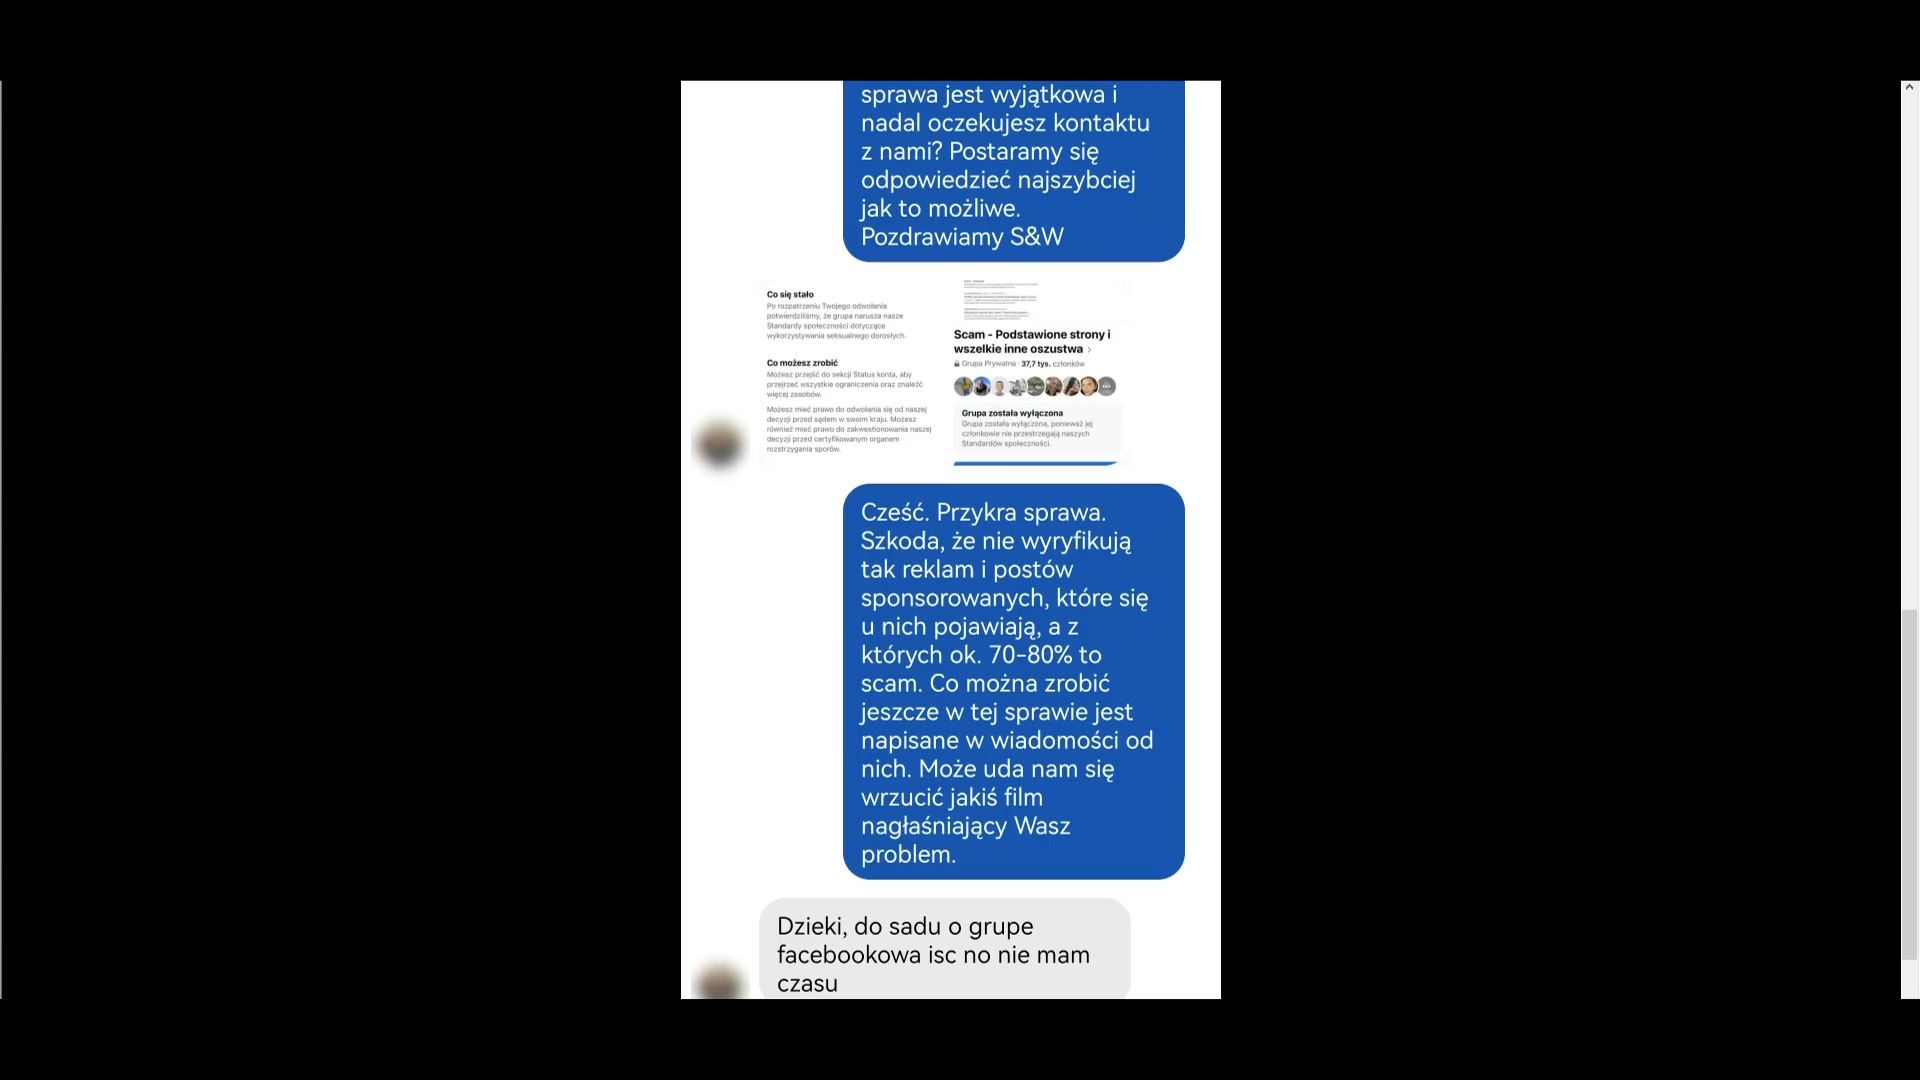 sprawa jest wyjątkowa i
nadal oczekujesz kontaktu
z nami? Postaramy się
odpowiedzieć najszybciej
jak to możliwe.
Pozdrawiamy S&W
Co się stało
Po rozpatrzeniu Twojego odwołania
potwierdziliśmy, że grupa narusza nasze
Standardy społeczności dotyczące
wykorzystywania seksualnego dorosłych.
Co możesz zrobić
Możesz przejść do sekcji Status konta, aby
przejrzeć wszystkie ograniczenia oraz znaleźć
więcej zasobów.
Możesz mieć prawo do odwołania się od naszej
decyzji przed sądem w swoim kraju. Możesz
również mieć prawo do zakwestionowania naszej
decyzji przed certyfikowanym organem
rozstrzygania sporów.
Scam - Podstawione strony i
wszelkie inne oszustwa
Grupa Prywatna · 37,7 tys. członków
Grupa została wyłączona
Grupa została wyłączona, ponieważ jej
członkowie nie przestrzegają naszych
Standardów społeczności.
Cześć. Przykra sprawa.
Szkoda, że nie wyryfikują
tak reklam i postów
sponsorowanych, które się
u nich pojawiają, a z
których ok. 70-80% to
scam. Co można zrobić
jeszcze w tej sprawie jest
napisane w wiadomości od
nich. Może uda nam się
wrzucić jakiś film
nagłaśniający Wasz
problem.
Dzieki, do sadu o grupe
facebookowa isc no nie mam
czasu